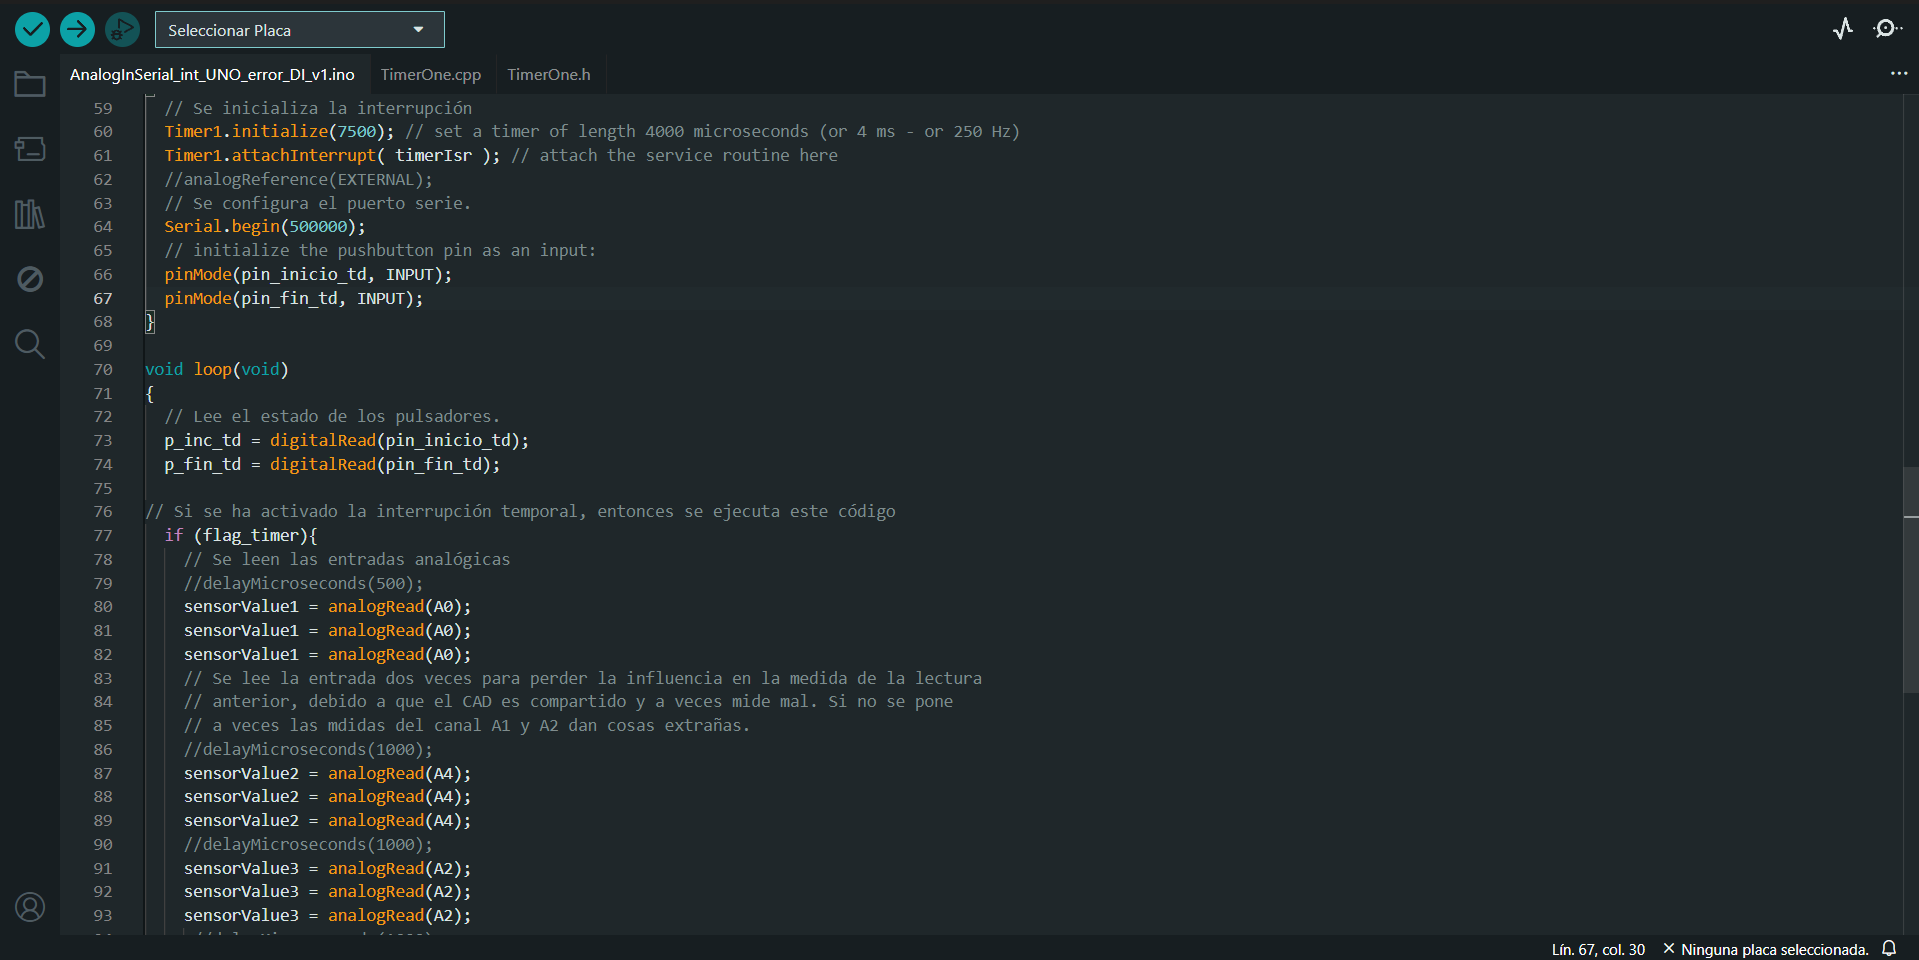 Seleccionar Placa
AnalogInSerial_int_UNO_error_DI_v1.ino TimerOne.cpp TimerOne.h
59 // Se inicializa la interrupción
60 Timer1.initialize(7500); // set a timer of length 4000 microseconds (or 4 ms - or 250 Hz)
61 Timer1.attachInterrupt( timerIsr ); // attach the service routine here
62 //analogReference(EXTERNAL);
63 // Se configura el puerto serie.
64 Serial.begin(500000);
65 // initialize the pushbutton pin as an input:
66 pinMode(pin_inicio_td, INPUT);
67 pinMode(pin_fin_td, INPUT);
68 }
69
70 void loop(void)
71 {
72 // Lee el estado de los pulsadores.
73 p_inc_td = digitalRead(pin_inicio_td);
74 p_fin_td = digitalRead(pin_fin_td);
75
76 // Si se ha activado la interrupción temporal, entonces se ejecuta este código
77 if (flag_timer){
78 // Se leen las entradas analógicas
79 //delayMicroseconds(500);
80 sensorValue1 = analogRead(A0);
81 sensorValue1 = analogRead(A0);
82 sensorValue1 = analogRead(A0);
83 // Se lee la entrada dos veces para perder la influencia en la medida de la lectura
84 // anterior, debido a que el CAD es compartido y a veces mide mal. Si no se pone
85 // a veces las mdidas del canal A1 y A2 dan cosas extrañas.
86 //delayMicroseconds(1000);
87 sensorValue2 = analogRead(A4);
88 sensorValue2 = analogRead(A4);
89 sensorValue2 = analogRead(A4);
90 //delayMicroseconds(1000);
91 sensorValue3 = analogRead(A2);
92 sensorValue3 = analogRead(A2);
93 sensorValue3 = analogRead(A2);
Lín. 67, col. 30 × Ninguna placa seleccionada.